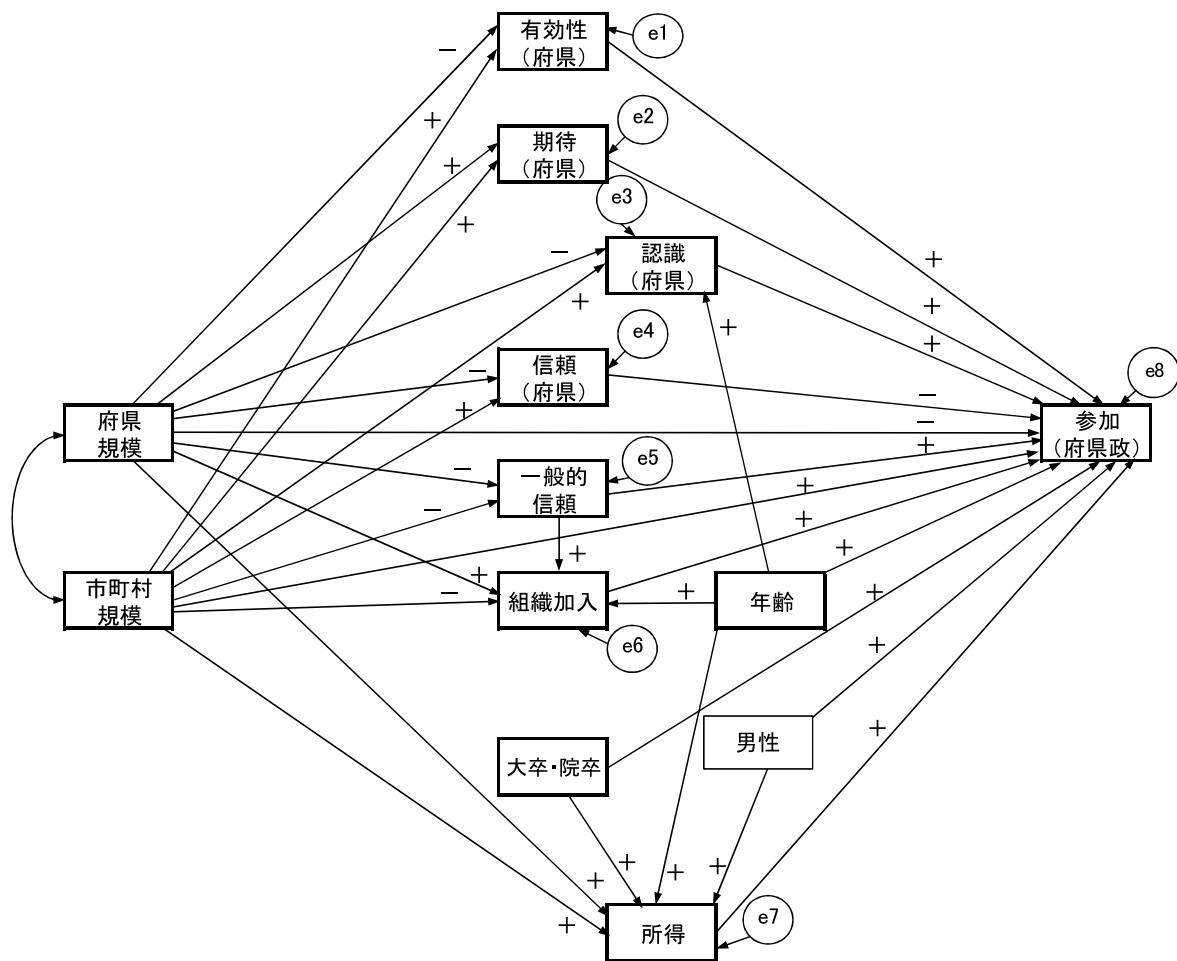 有効性
（府県）
e1
－
＋
期待
（府県）
e2
＋
＋
e3
認識
（府県）
－
＋
＋
＋
＋
＋
信頼
（府県）
e4
－
＋
－
e8
府県
規模
参加
（府県政）
－
＋
一般的
信頼
e5
－
－
＋
＋
＋
市町村
規模
＋
－
組織加入
＋
年齢
＋
＋
e6
＋
大卒・院卒
男性
＋
＋
＋
＋
＋
＋
所得
e7